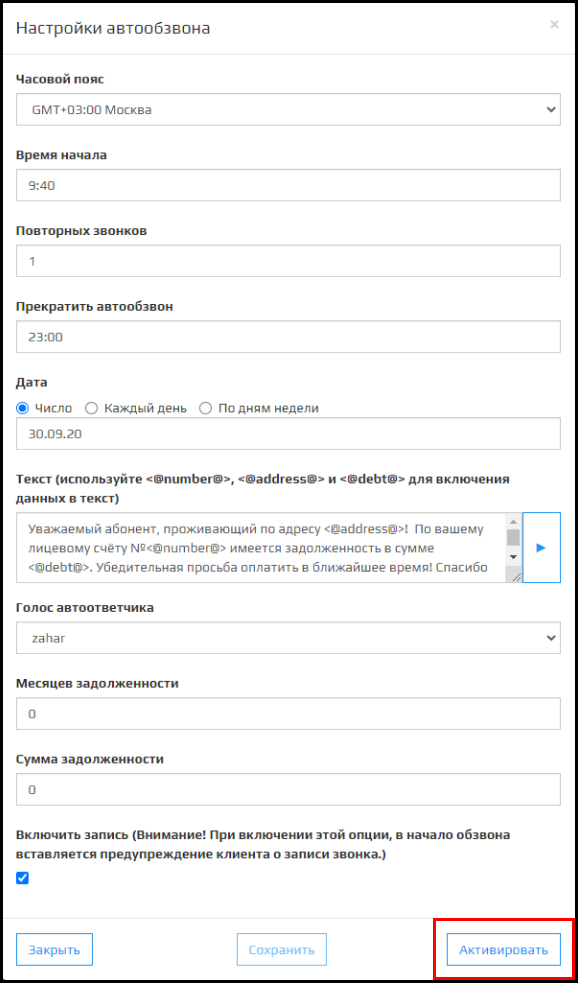 Настройки автообзвона
×
Часовой пояс
GMT+03:00 Москва
Время начала
9:40
Повторных звонков
1
Прекратить автообзвон
23:00
Дата
Число Каждый день По дням недели
30.09.20
Текст (используйте <@number@>, <@address@> и <@debt@> для включения
данных в текст)
Уважаемый абонент, проживающий по адресу <@address@>! По вашему
лицевому счёту №<@number@> имеется задолженность в сумме
<@debt@>. Убедительная просьба оплатить в ближайшее время! Спасибо
Голос автоответчика
zahar
Месяцев задолженности
0
Сумма задолженности
0
Включить запись (Внимание! При включении этой опции, в начало обзвона
вставляется предупреждение клиента о записи звонка.)
Закрыть Сохранить Активировать